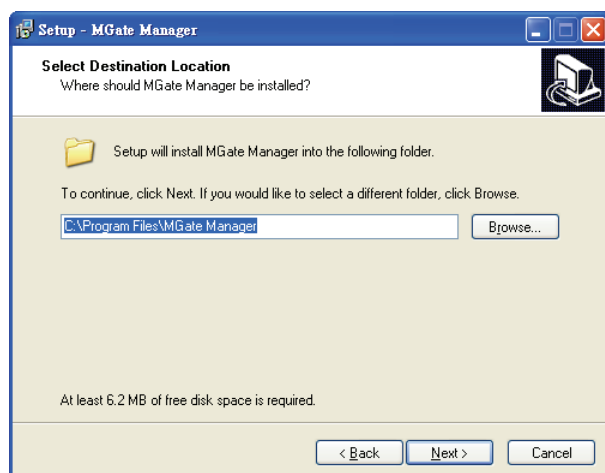 Setup - MGate Manager
Select Destination Location
Where should MGate Manager be installed?
Setup will install MGate Manager into the following folder.
To continue, click Next. If you would like to select a different folder, click Browse.
C:\Program Files\MGate Manager
Browse...
At least 6.2 MB of free disk space is required.
< Back
Next >
Cancel